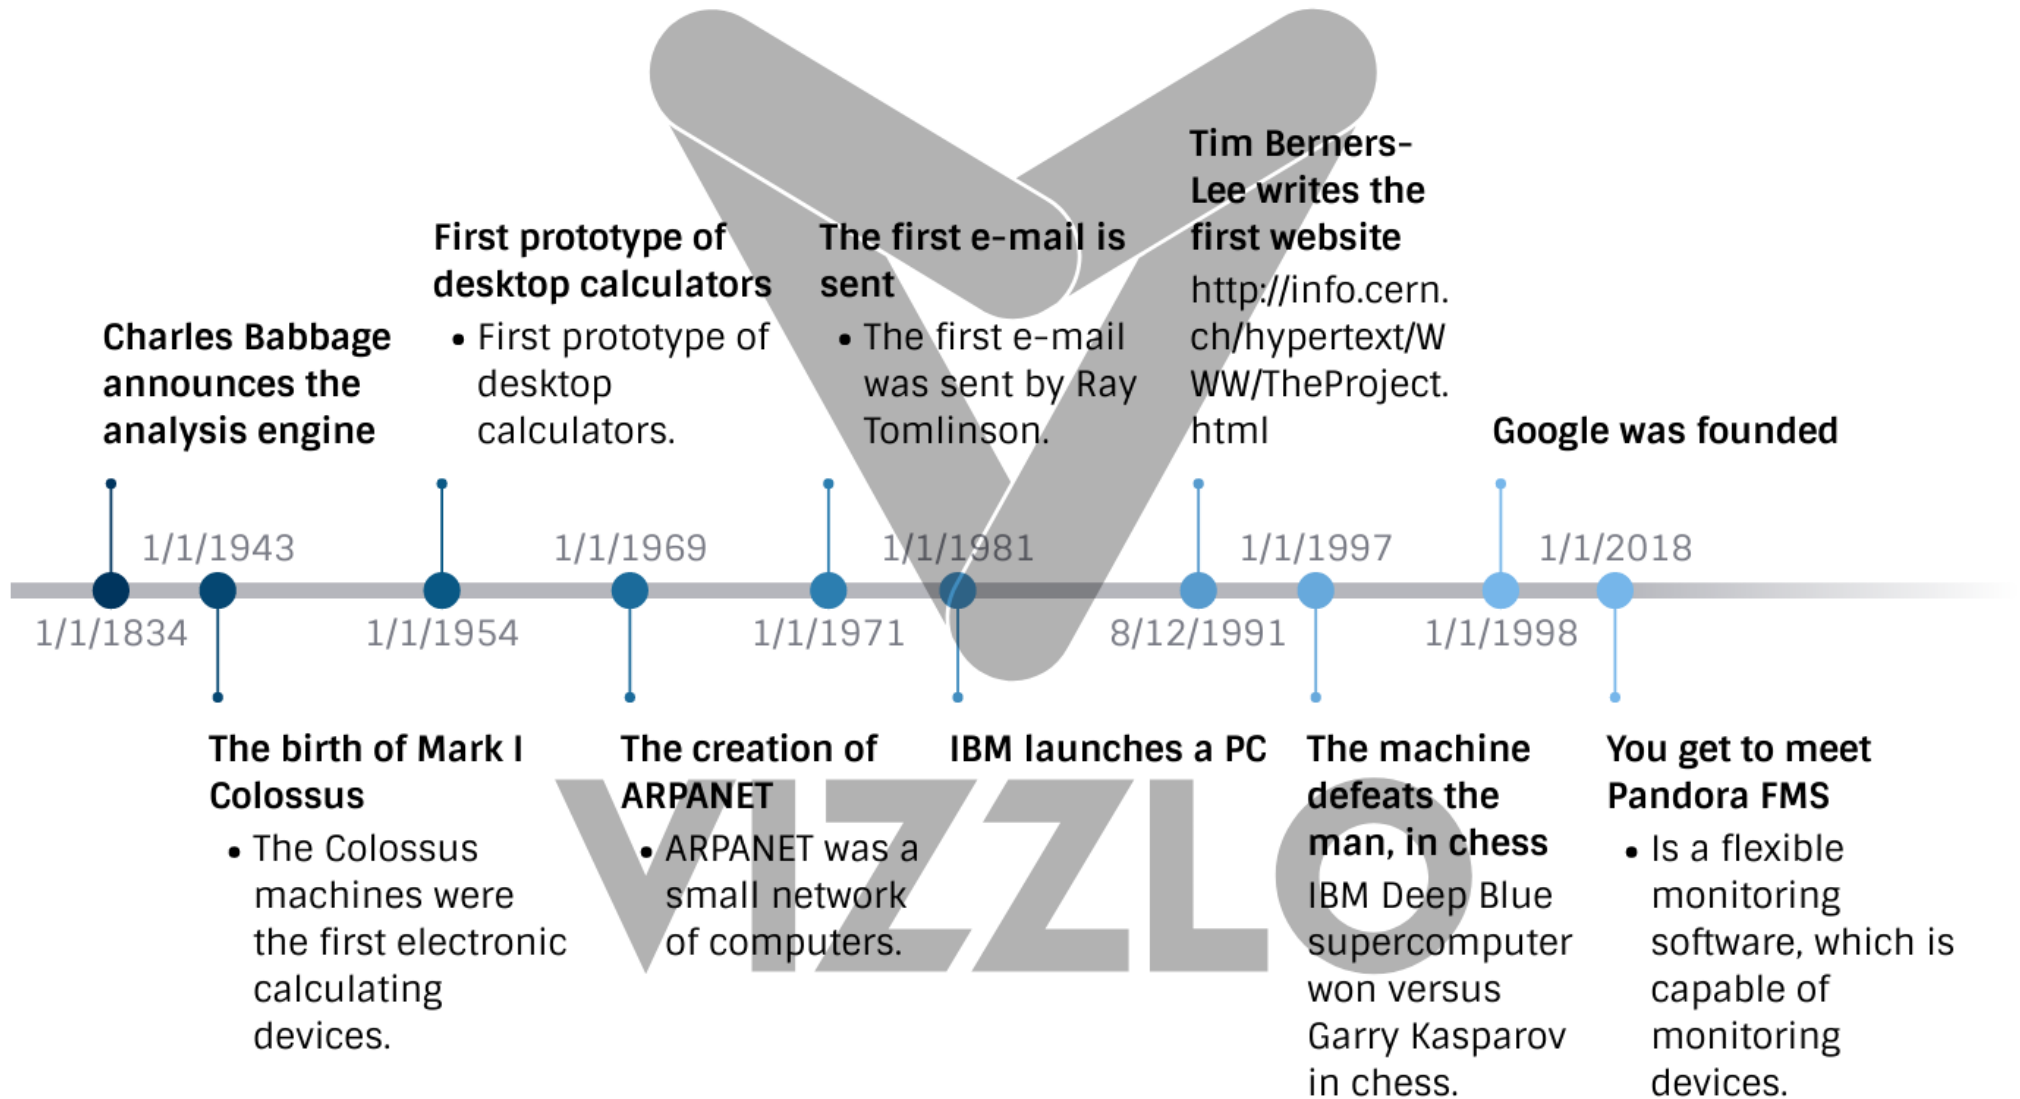 Charles Babbage
announces the
analysis engine
1/1/1834
1/1/1943
The birth of Mark I
Colossus
• The Colossus
machines were
the first electronic
calculating
devices.
First prototype of
desktop calculators
• First prototype of
desktop
calculators.
1/1/1954
1/1/1969
The creation of
ARPANET
• ARPANET was a
small network
of computers.
The first e-mail is
sent
• The first e-mail
was sent by Ray
Tomlinson.
1/1/1971
1/1/1981
IBM launches a PC
Tim Berners-
Lee writes the
first website
http://info.cern.
ch/hypertext/W
WW/TheProject.
html
8/12/1991
1/1/1997
The machine
defeats the
man, in chess
IBM Deep Blue
supercomputer
won versus
Garry Kasparov
in chess.
Google was founded
1/1/1998
1/1/2018
You get to meet
Pandora FMS
• Is a flexible
monitoring
software, which is
capable of
monitoring
devices.
VIZZLO